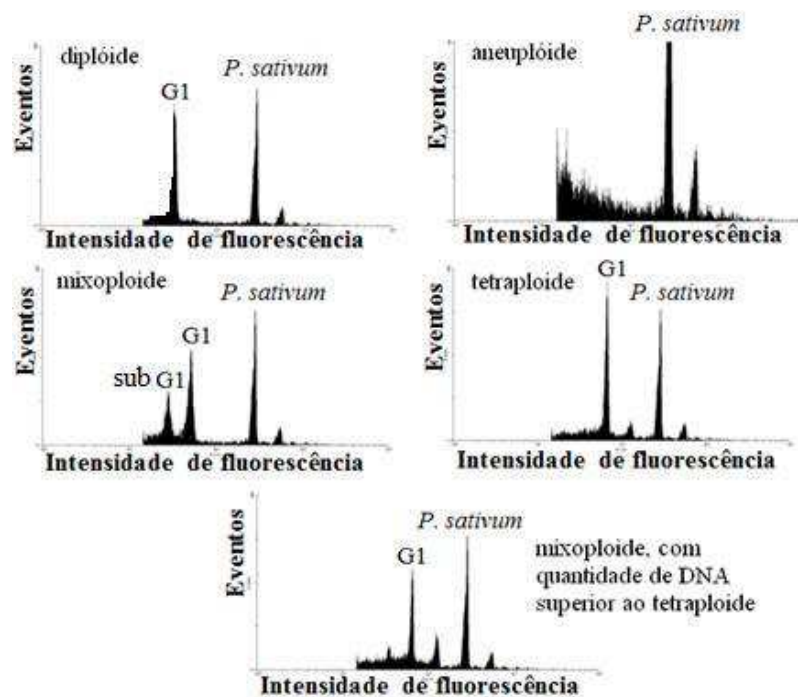 diplóide
P. sativum
G1
Eventos
Intensidade de fluorescência
aneuplóide
P. sativum
Eventos
Intensidade de fluorescência
mixoploide
P. sativum
G1
sub G1
Eventos
Intensidade de fluorescência
G1
tetraploide
P. sativum
Eventos
Intensidade de fluorescência
P. sativum
G1
Eventos
mixoploide, com
quantidade de DNA
superior ao tetraploide
Intensidade de fluorescência